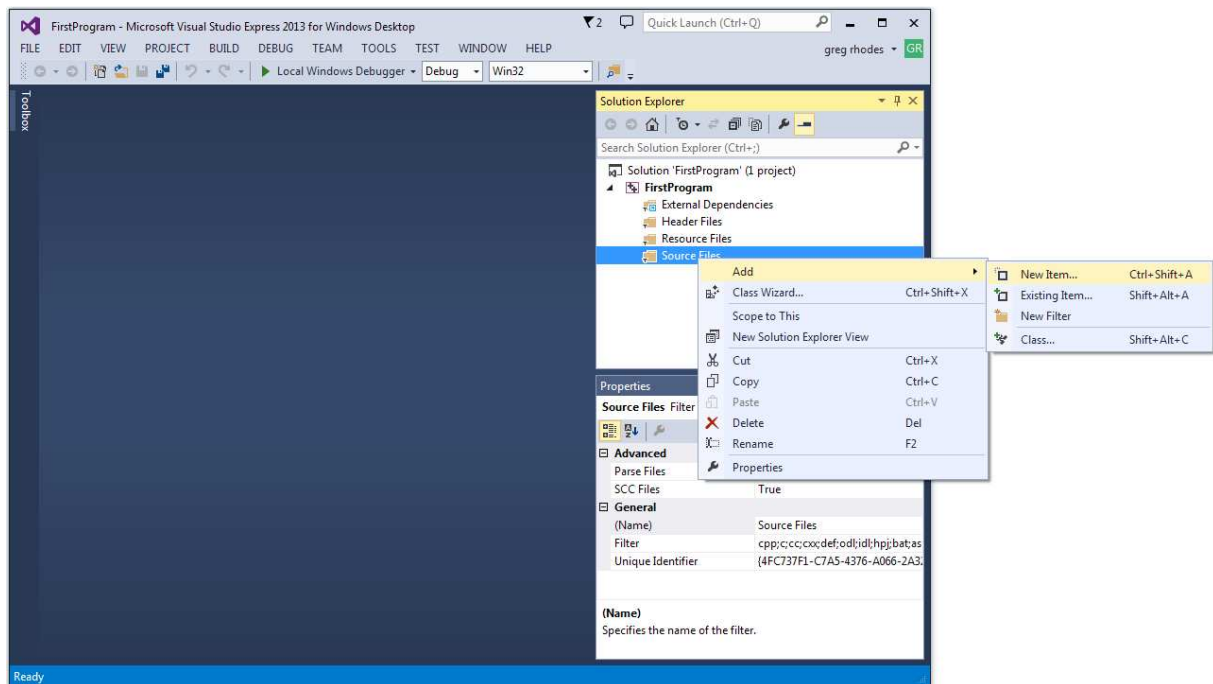 FirstProgram - Microsoft Visual Studio Express 2013 for Windows Desktop
2
Quick Launch (Ctrl+Q)
FILE EDIT VIEW PROJECT BUILD DEBUG TEAM TOOLS TEST WINDOW HELP
greg rhodes
GR
Local Windows Debugger
Debug
Win32
Toolbox
Solution Explorer
Search Solution Explorer (Ctrl+;)
Solution 'FirstProgram' (1 project)
FirstProgram
External Dependencies
Header Files
Resource Files
Source Files
Add
Class Wizard... Ctrl+Shift+X
Scope to This
New Solution Explorer View
Cut Ctrl+X
Copy Ctrl+C
Paste Ctrl+V
Delete Del
Rename F2
Properties
New Item... Ctrl+Shift+A
Existing Item... Shift+Alt+A
New Filter
Class... Shift+Alt+C
Properties
Source Files Filter
Advanced
Parse Files
SCC Files True
General
(Name) Source Files
Filter cpp;c;cc;cxx;def;odl;idl;hpj;bat;as
Unique Identifier {4FC737F1-C7A5-4376-A066-2A32
(Name)
Specifies the name of the filter.
Ready